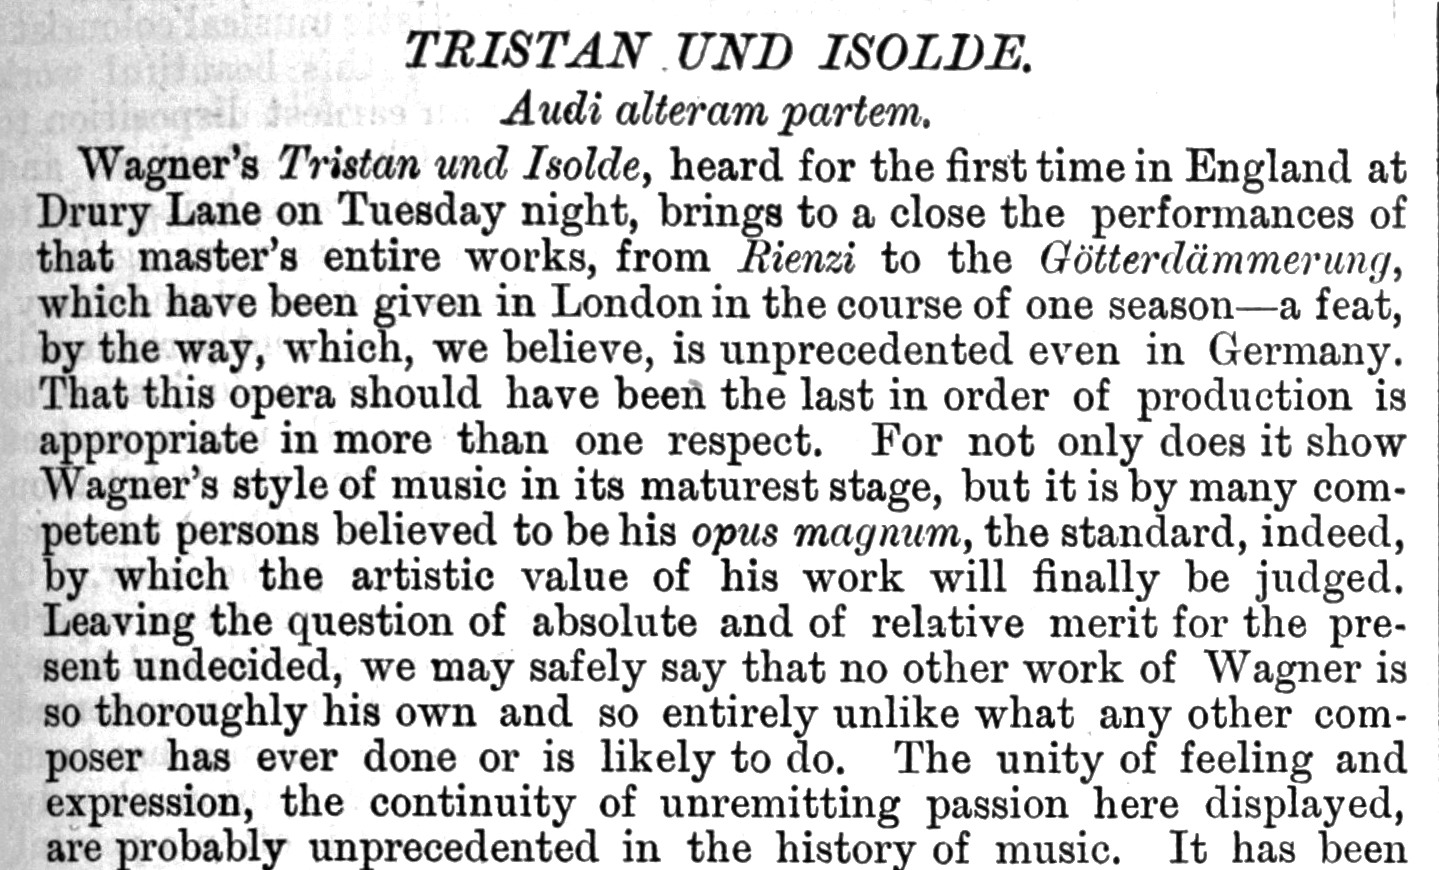 TRISTAN UND ISOLDE.
Audi alteram partem.
Wagner's Tristan und Isolde, heard for the first time in England at
Drury Lane on Tuesday night, brings to a close the performances of
that master's entire works, from Rienzi to the Götterdämmerung,
which have been given in London in the course of one season—a feat,
by the way, which, we believe, is unprecedented even in Germany.
That this opera should have been the last in order of production is
appropriate in more than one respect. For not only does it show
Wagner's style of music in its maturest stage, but it is by many com-
petent persons believed to be his opus magnum, the standard, indeed,
by which the artistic value of his work will finally be judged.
Leaving the question of absolute and of relative merit for the pre-
sent undecided, we may safely say that no other work of Wagner is
so thoroughly his own and so entirely unlike what any other com-
poser has ever done or is likely to do. The unity of feeling and
expression, the continuity of unremitting passion here displayed,
are probably unprecedented in the history of music. It has been